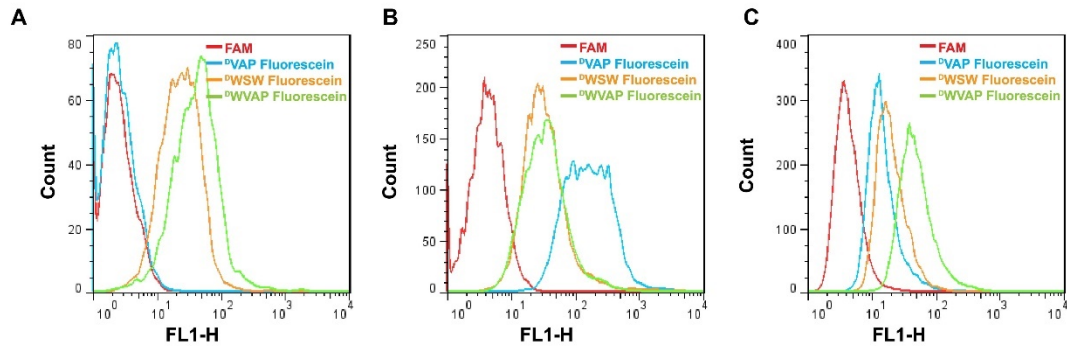 A
80
60
40
20
0
Count
FAM
ᴰVAP Fluorescein
ᴰWSW Fluorescein
ᴰWVAP Fluorescein
10⁰ 10¹ 10² 10³ 10⁴
FL1-H
B
250
200
150
100
50
0
Count
FAM
ᴰVAP Fluorescein
ᴰWSW Fluorescein
ᴰWVAP Fluorescein
10⁰ 10¹ 10² 10³ 10⁴
FL1-H
C
400
300
200
100
0
Count
FAM
ᴰVAP Fluorescein
ᴰWSW Fluorescein
ᴰWVAP Fluorescein
10⁰ 10¹ 10² 10³ 10⁴
FL1-H